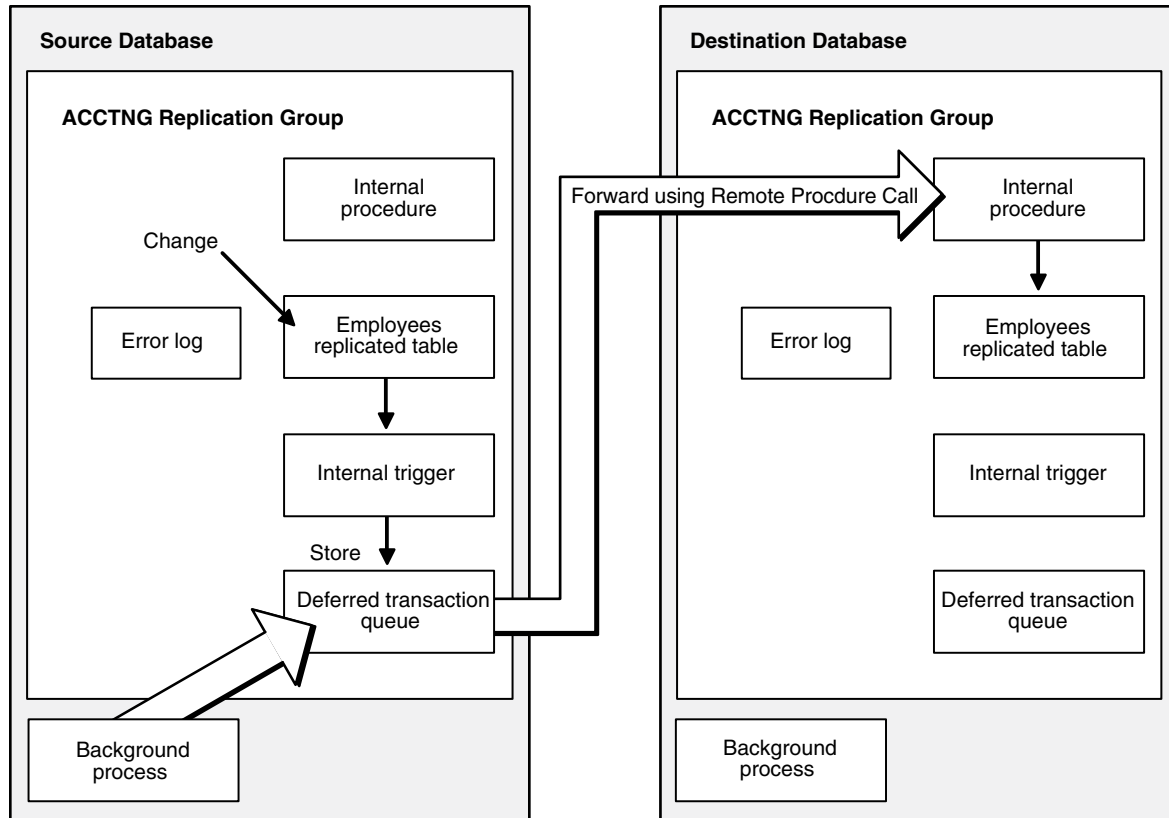 Source Database
ACCTNG Replication Group
Internal
procedure
Change
Error log
Employees
replicated table
Internal trigger
Store
Deferred transaction
queue
Background
process
Forward using Remote Procdure Call
Destination Database
ACCTNG Replication Group
Internal
procedure
Error log
Employees
replicated table
Internal trigger
Deferred transaction
queue
Background
process